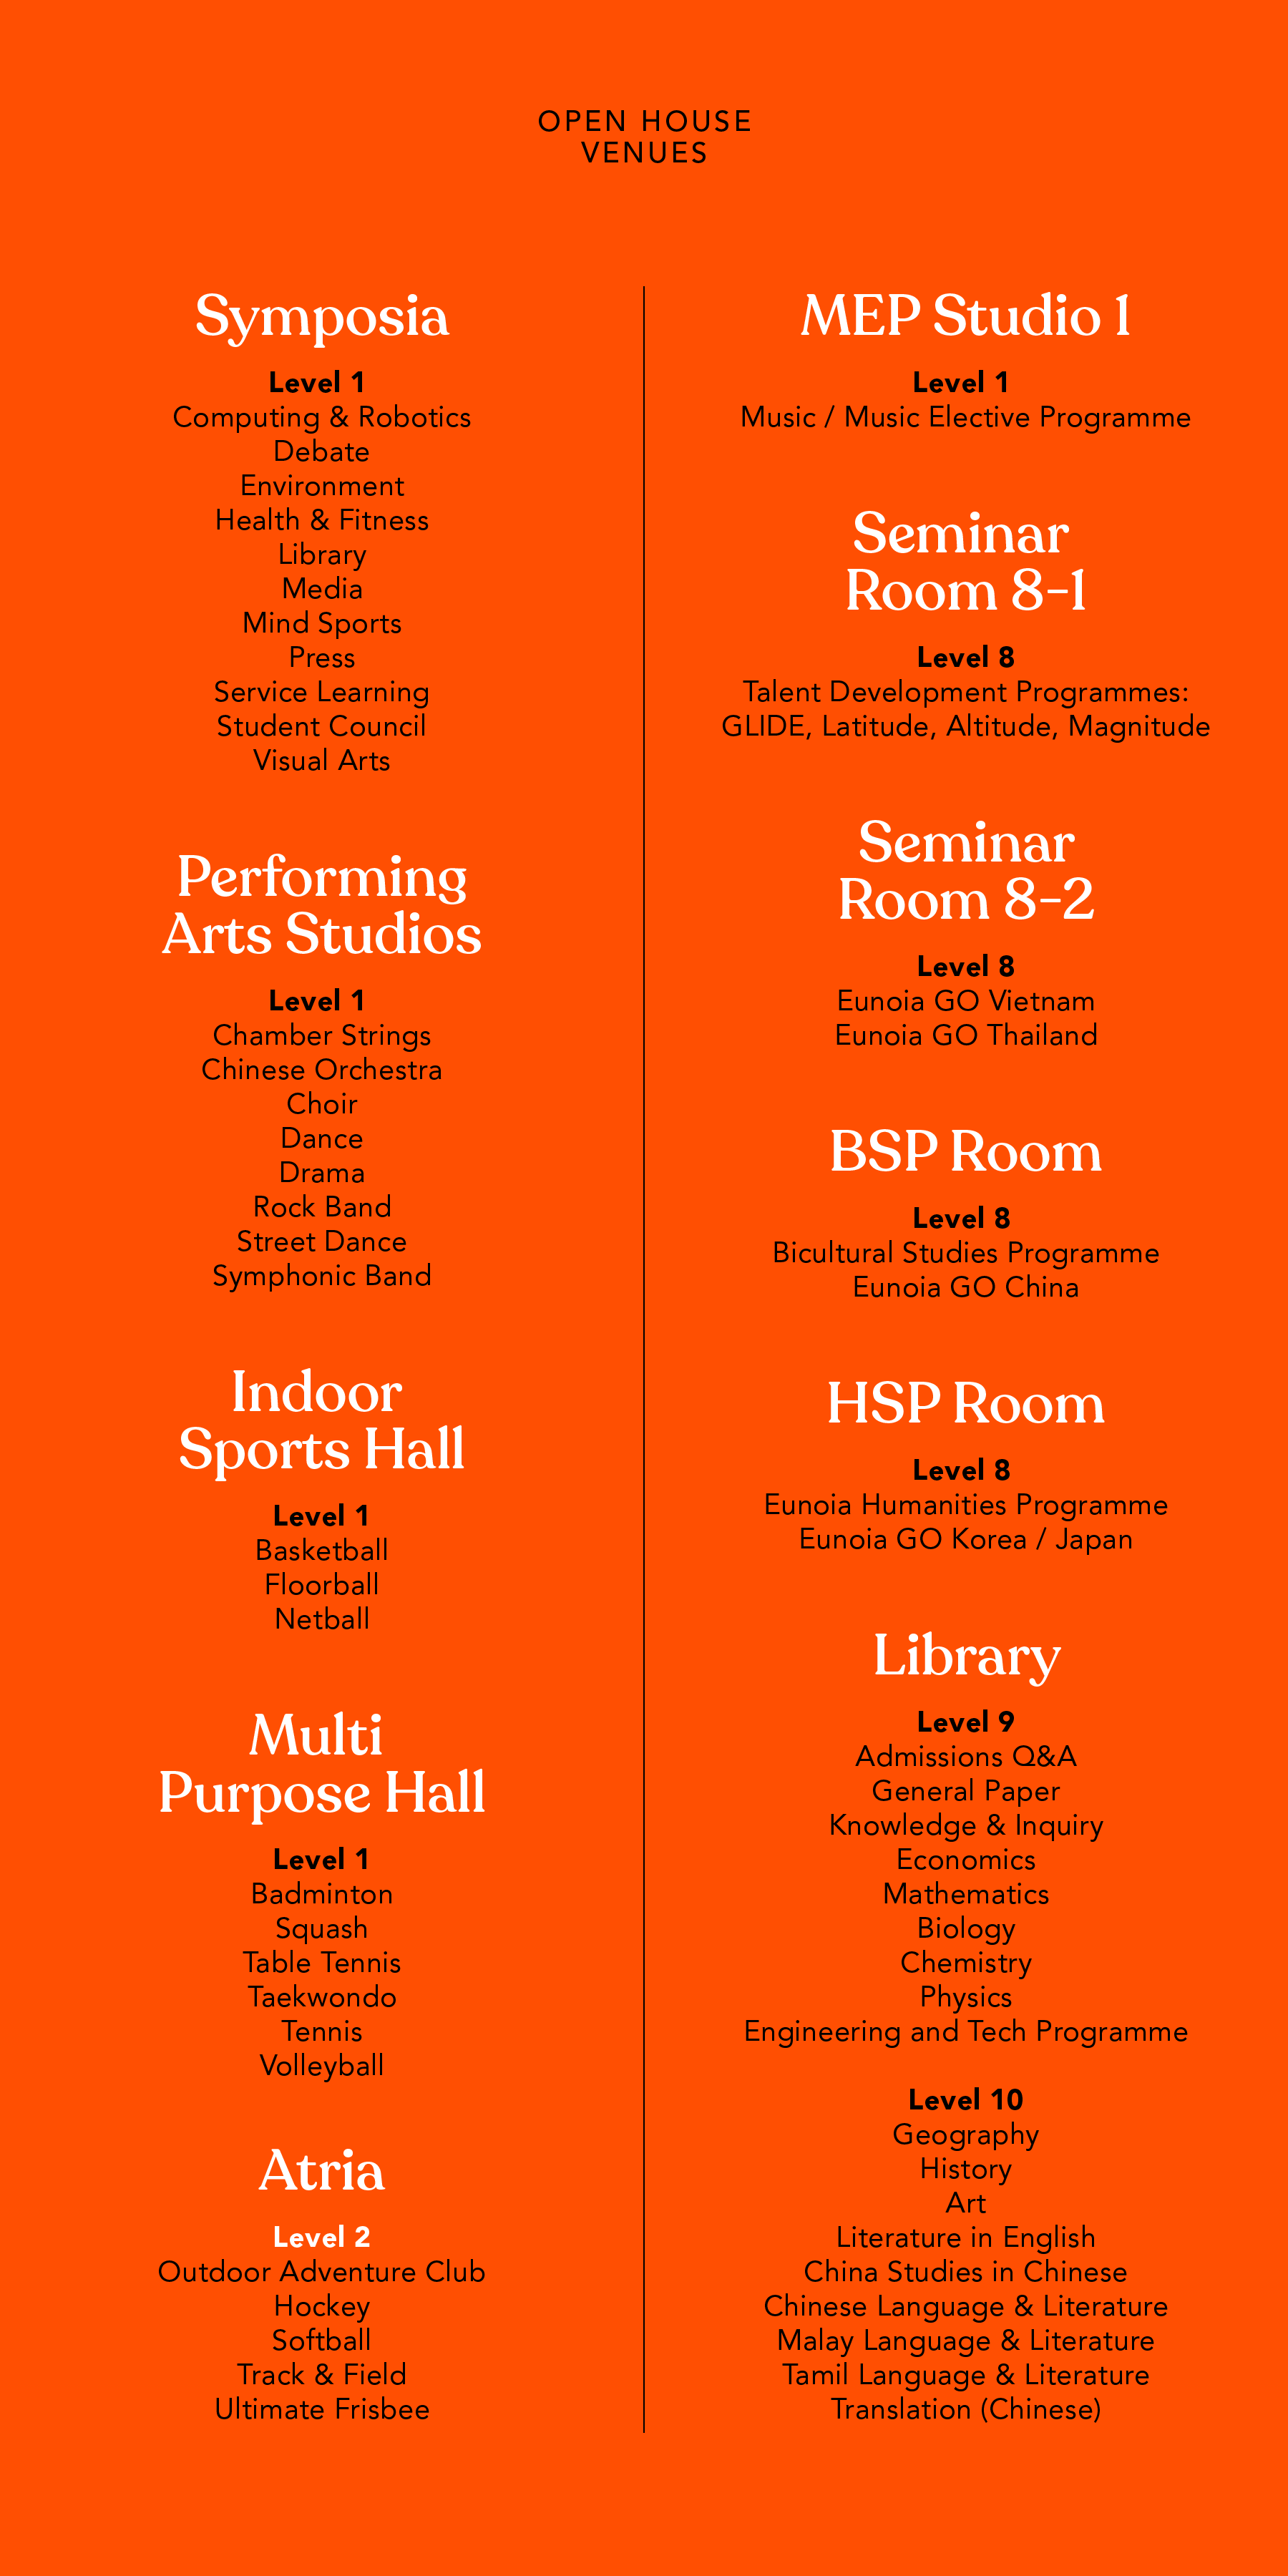 OPEN HOUSE
VENUES
Symposia
Level 1
Computing & Robotics
Debate
Environment
Health & Fitness
Library
Media
Mind Sports
Press
Service Learning
Student Council
Visual Arts
Performing
Arts Studios
Level 1
Chamber Strings
Chinese Orchestra
Choir
Dance
Drama
Rock Band
Street Dance
Symphonic Band
Indoor
Sports Hall
Level 1
Basketball
Floorball
Netball
Multi
Purpose Hall
Level 1
Badminton
Squash
Table Tennis
Taekwondo
Tennis
Volleyball
Atria
Level 2
Outdoor Adventure Club
Hockey
Softball
Track & Field
Ultimate Frisbee
MEP Studio 1
Level 1
Music / Music Elective Programme
Seminar
Room 8-1
Level 8
Talent Development Programmes:
GLIDE, Latitude, Altitude, Magnitude
Seminar
Room 8-2
Level 8
Eunoia GO Vietnam
Eunoia GO Thailand
BSP Room
Level 8
Bicultural Studies Programme
Eunoia GO China
HSP Room
Level 8
Eunoia Humanities Programme
Eunoia GO Korea / Japan
Library
Level 9
Admissions Q&A
General Paper
Knowledge & Inquiry
Economics
Mathematics
Biology
Chemistry
Physics
Engineering and Tech Programme
Level 10
Geography
History
Art
Literature in English
China Studies in Chinese
Chinese Language & Literature
Malay Language & Literature
Tamil Language & Literature
Translation (Chinese)